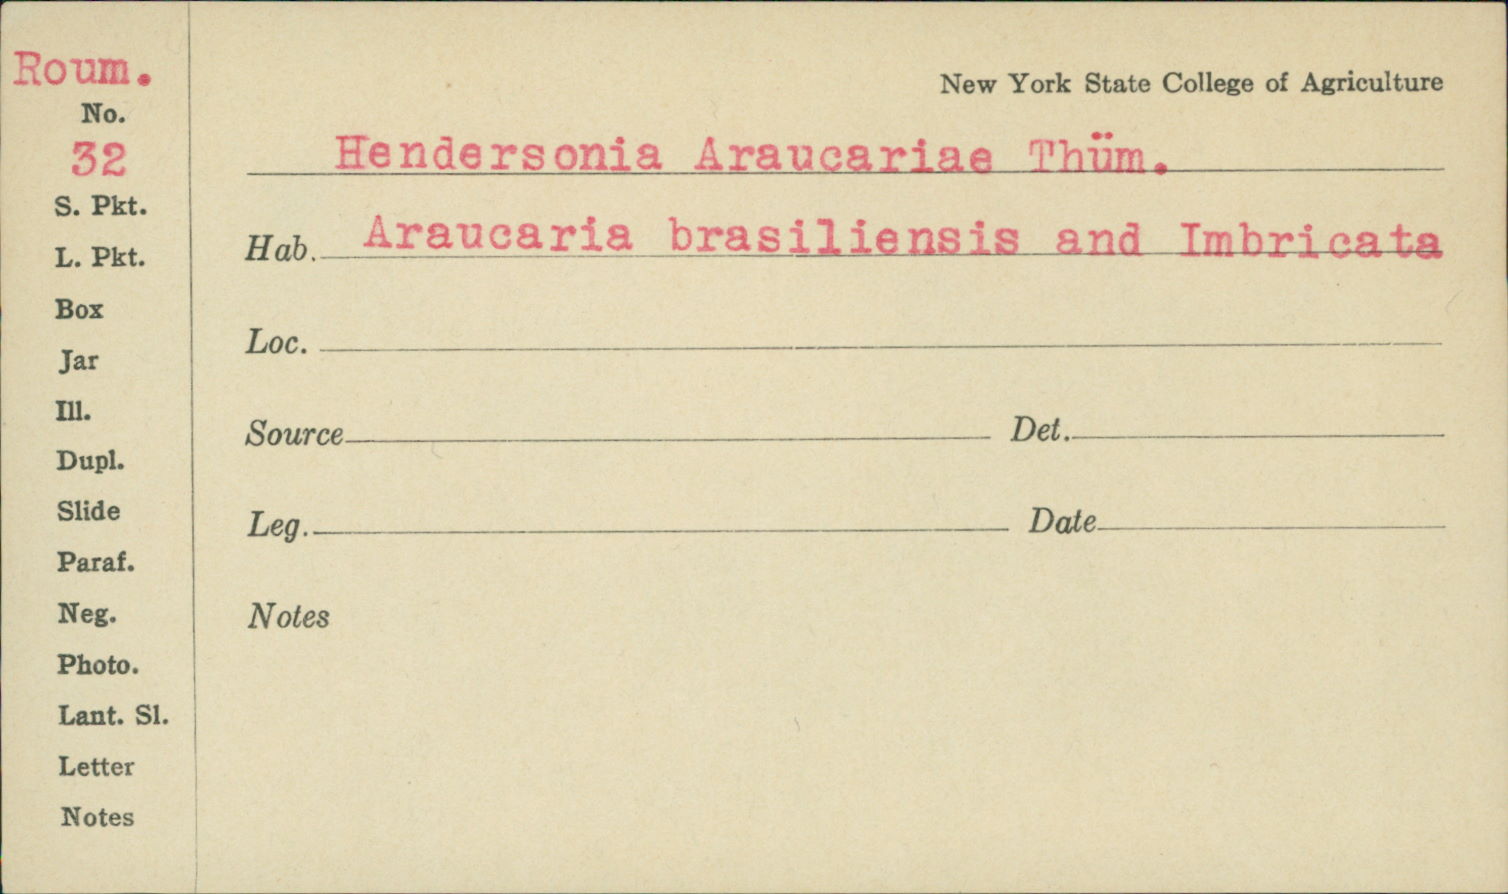 Roum.
No.
32
S. Pkt.
L. Pkt.
Box
Jar
Ill.
Dupl.
Slide
Paraf.
Neg.
Photo.
Lant. Sl.
Letter
Notes
New York State College of Agriculture
Hendersonia Araucariae Thüm.
Hab. Araucaria brasiliensis and Imbricata
Loc.
Source Det.
Leg. Date
Notes